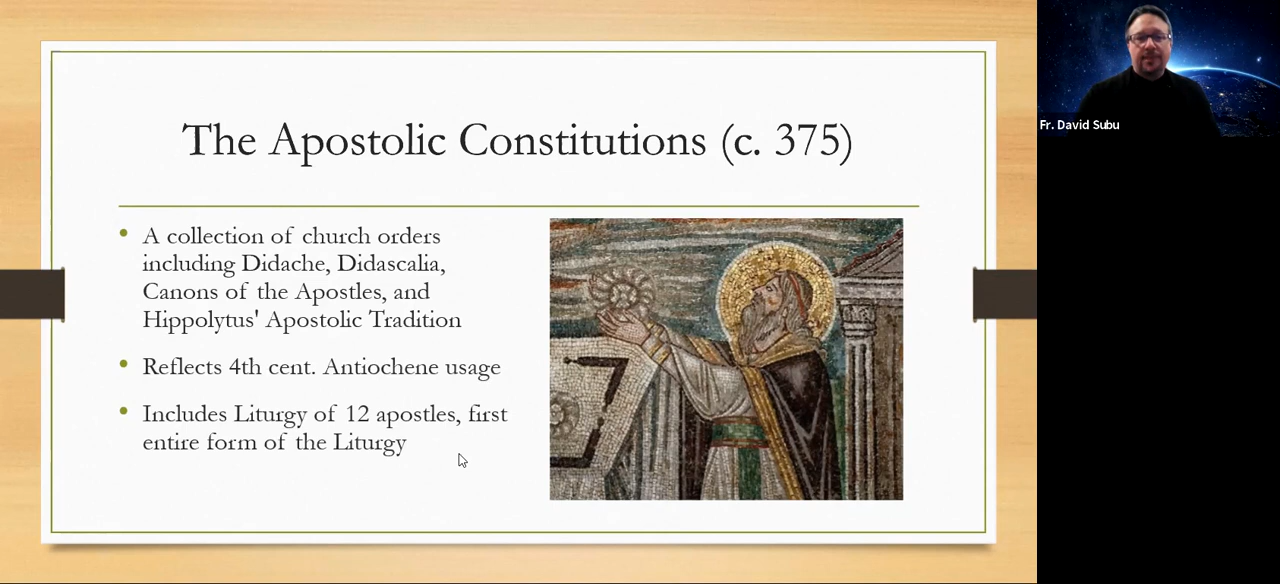 The Apostolic Constitutions (c. 375)
A collection of church orders
including Didache, Didascalia,
Canons of the Apostles, and
Hippolytus' Apostolic Tradition
Reflects 4th cent. Antiochene usage
Includes Liturgy of 12 apostles, first
entire form of the Liturgy
Fr. David Subu